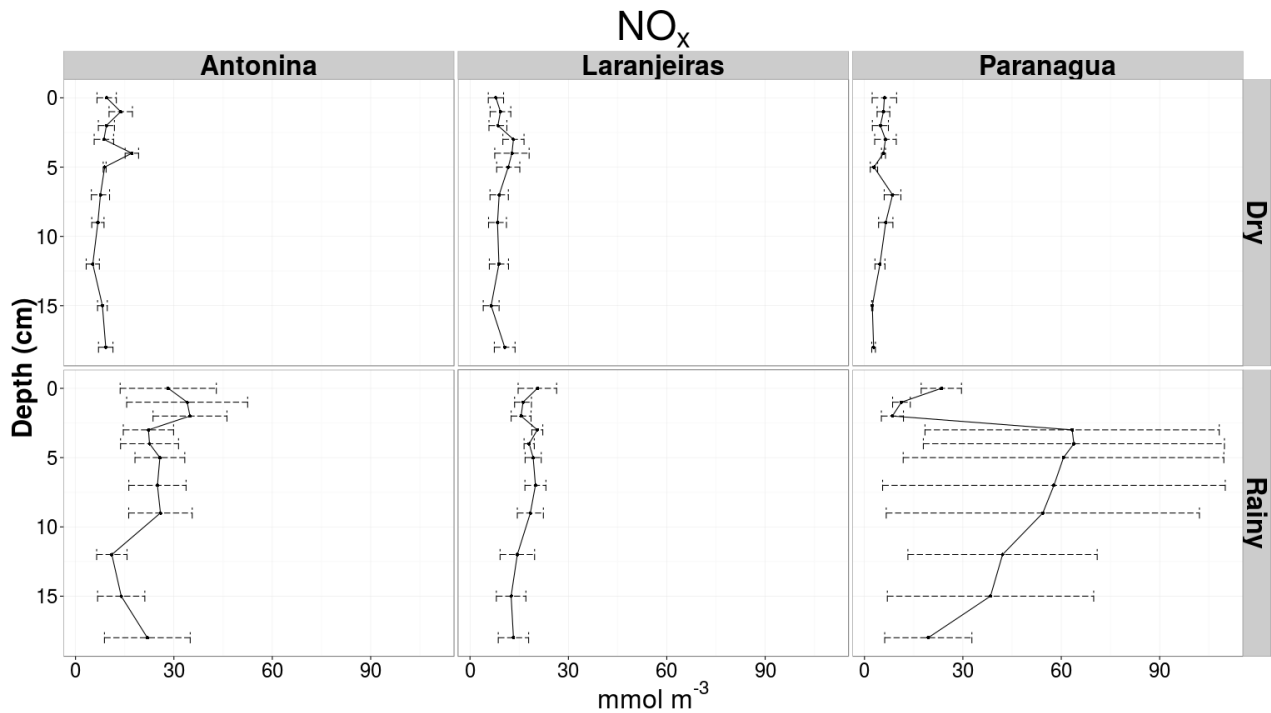 NOx
Antonina Laranjeiras Paranagua
0
5
10
15
Dry
Depth (cm)
0
5
10
15
Rainy
0 30 60 90 0 30 60 90 0 30 60 90
mmol m-3